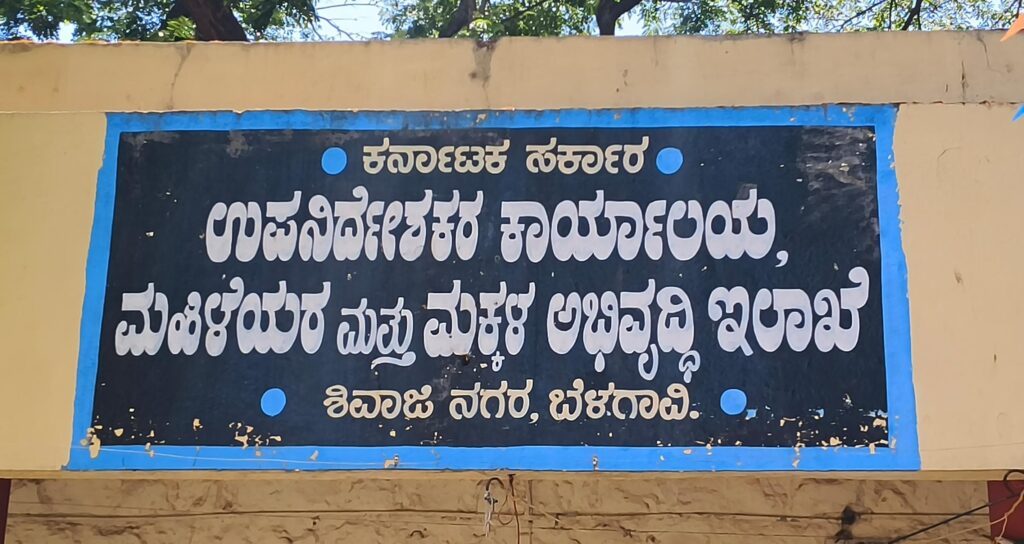 ಕರ್ನಾಟಕ ಸರ್ಕಾರ
ಉಪನಿರ್ದೇಶಕರ ಕಾರ್ಯಾಲಯ,
ಮಹಿಳೆಯರ ಮತ್ತು ಮಕ್ಕಳ ಅಭಿವೃದ್ಧಿ ಇಲಾಖೆ
ಶಿವಾಜಿ ನಗರ, ಬೆಳಗಾವಿ.